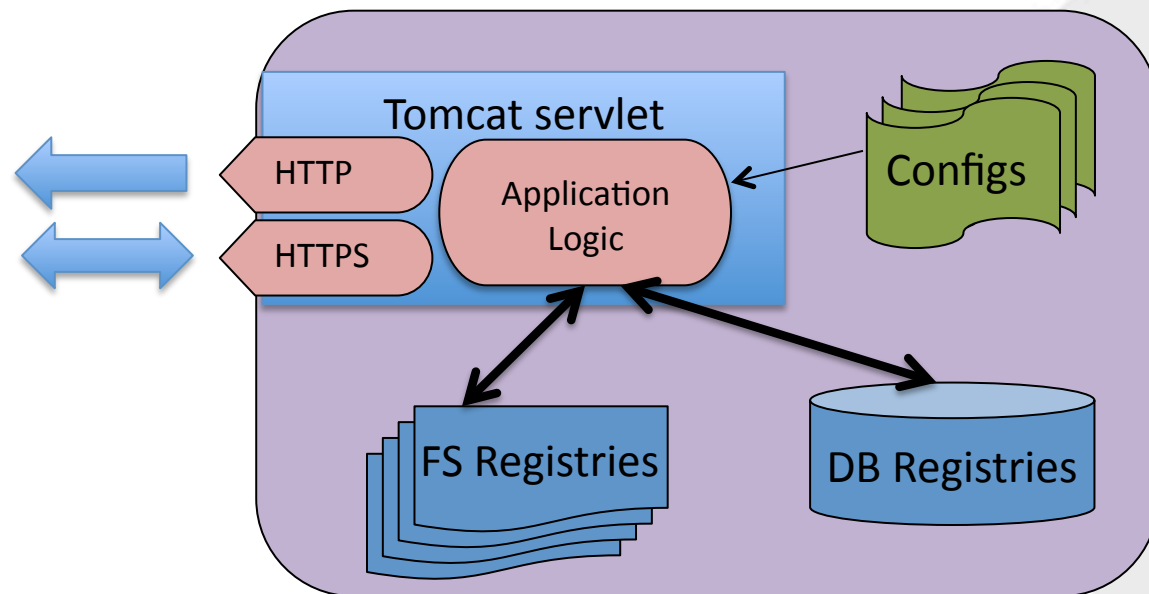 Tomcat servlet
HTTP
HTTPS
Application
Logic
Configs
FS Registries
DB Registries